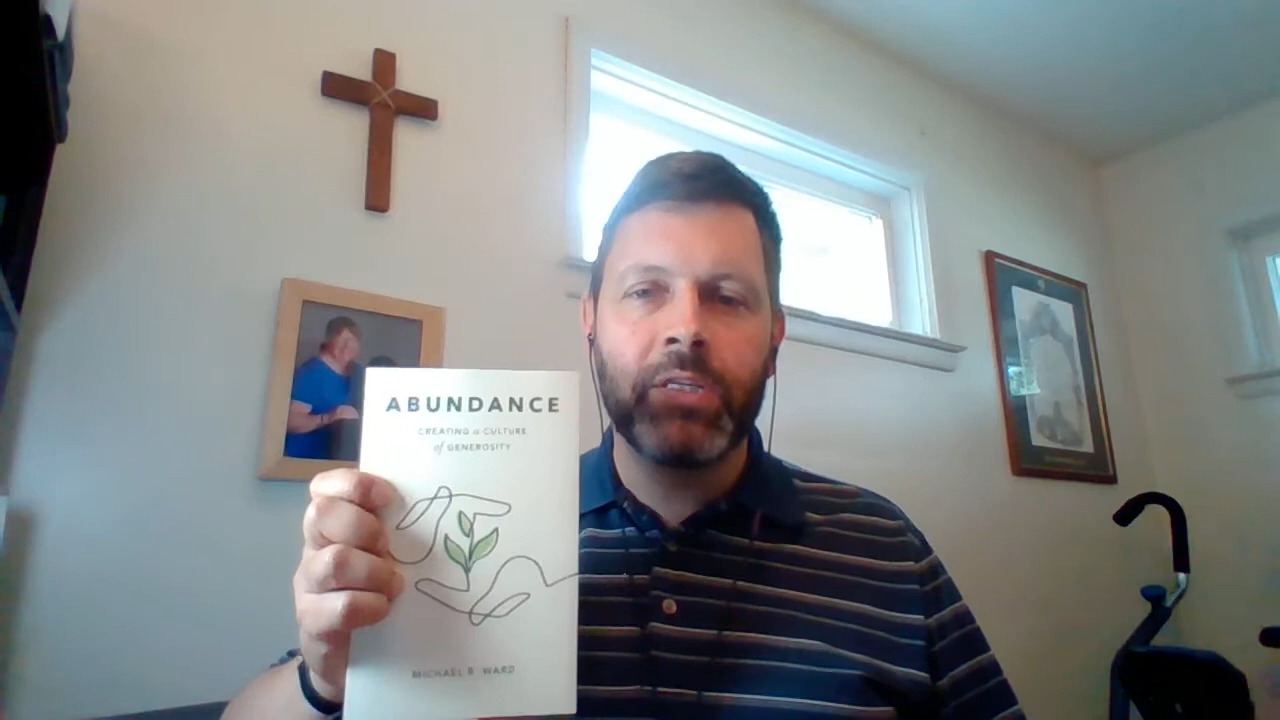 ABUNDANCE
CREATING a CULTURE
of GENEROSITY
MICHAEL R. WARD